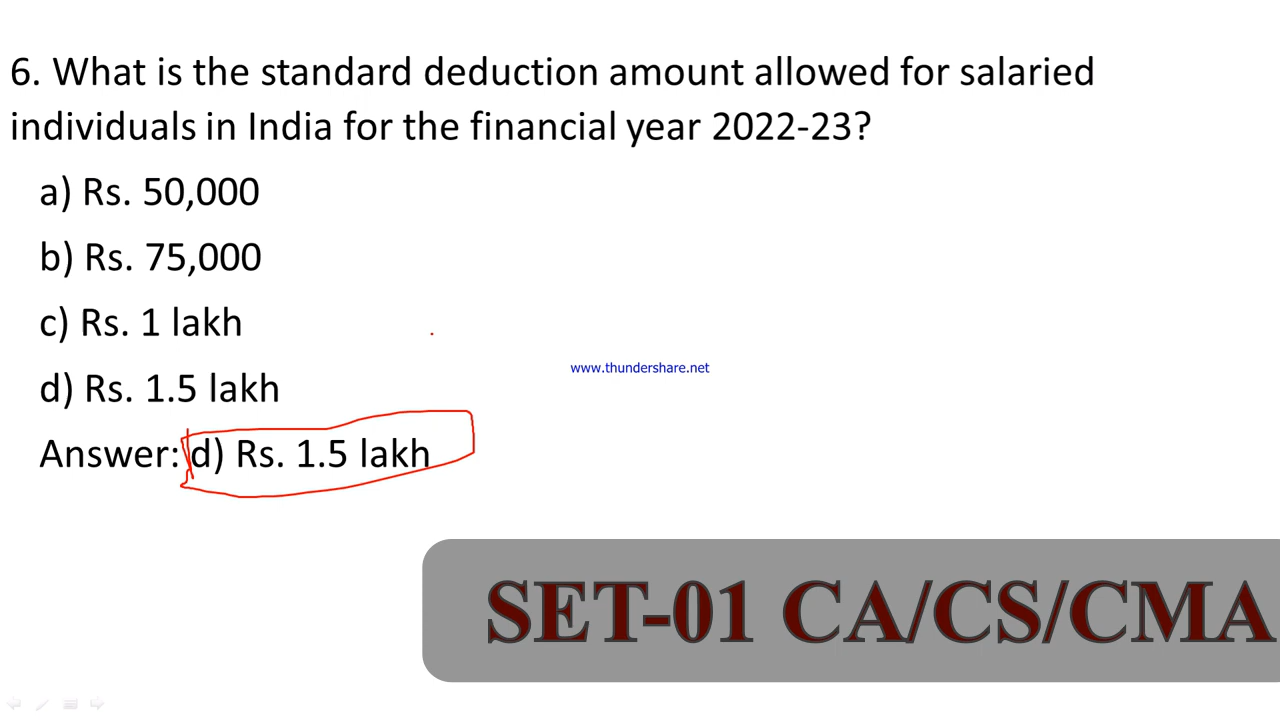 6. What is the standard deduction amount allowed for salaried
individuals in India for the financial year 2022-23?
a) Rs. 50,000
b) Rs. 75,000
c) Rs. 1 lakh
d) Rs. 1.5 lakh
www.thundershare.net
Answer: d) Rs. 1.5 lakh
SET-01 CA/CS/CMA